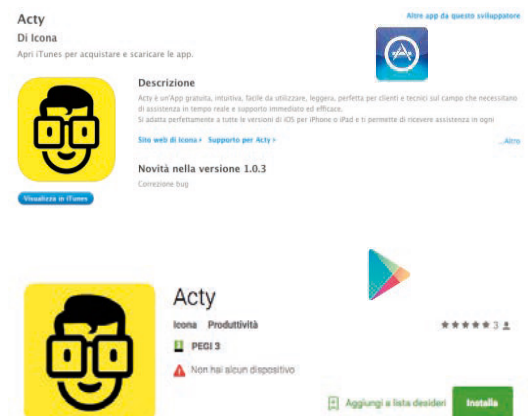 Acty
Altre app da questo sviluppatore
Di Icona
Apri iTunes per acquistare e scaricare le app.
Descrizione
Acty è un'App gratuita, intuitiva, facile da utilizzare, leggera, perfetta per clienti e tecnici sul campo che necessitano
di assistenza in tempo reale e supporto immediato ed efficace.
Si adatta perfettamente a tutte le versioni di iOS per iPhone o iPad e ti permette di ricevere assistenza in ogni
Sito web di Icona Supporto per Acty
...Altro
Novità nella versione 1.0.3
Correzione bug
Visualizza in iTunes
Acty
Icona Produttività
3
PEGI 3
Non hai alcun dispositivo
Aggiungi a lista desideri
Installa